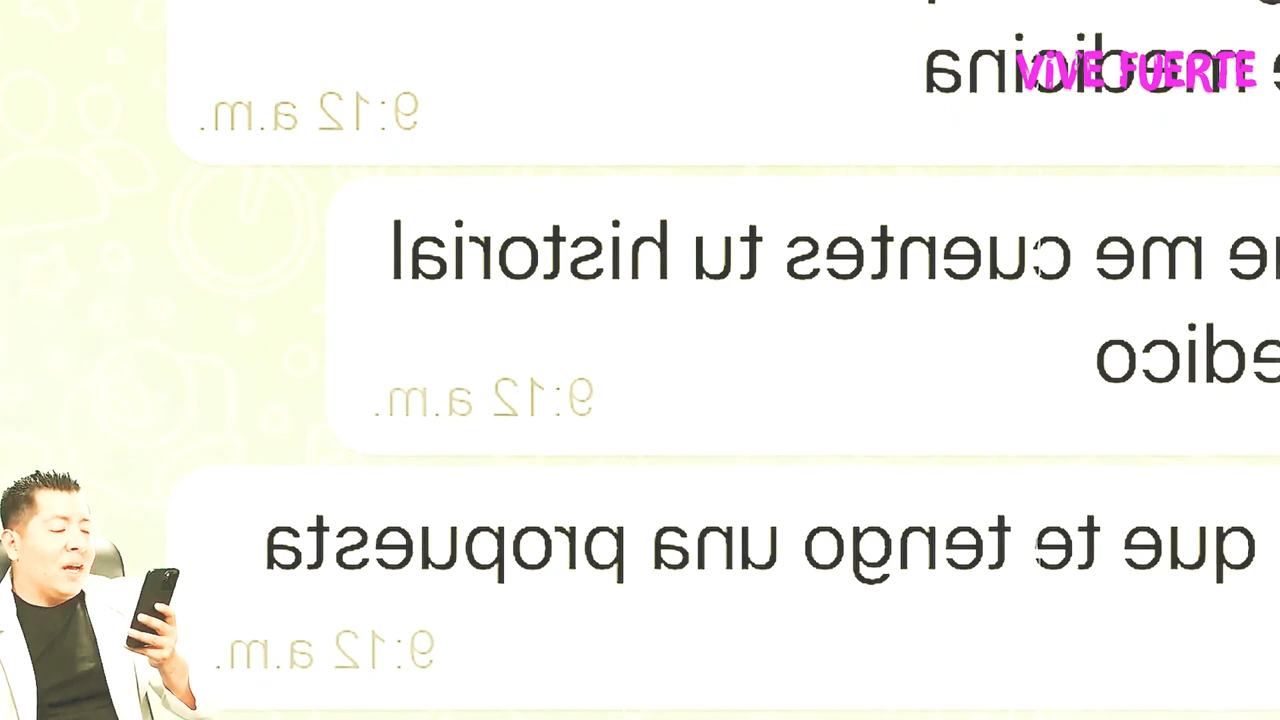 ViVE FUERTE
medicina
9:12 a.m.
me cuentes tu historial
edico
9:12 a.m.
que te tengo una propuesta
9:12 a.m.